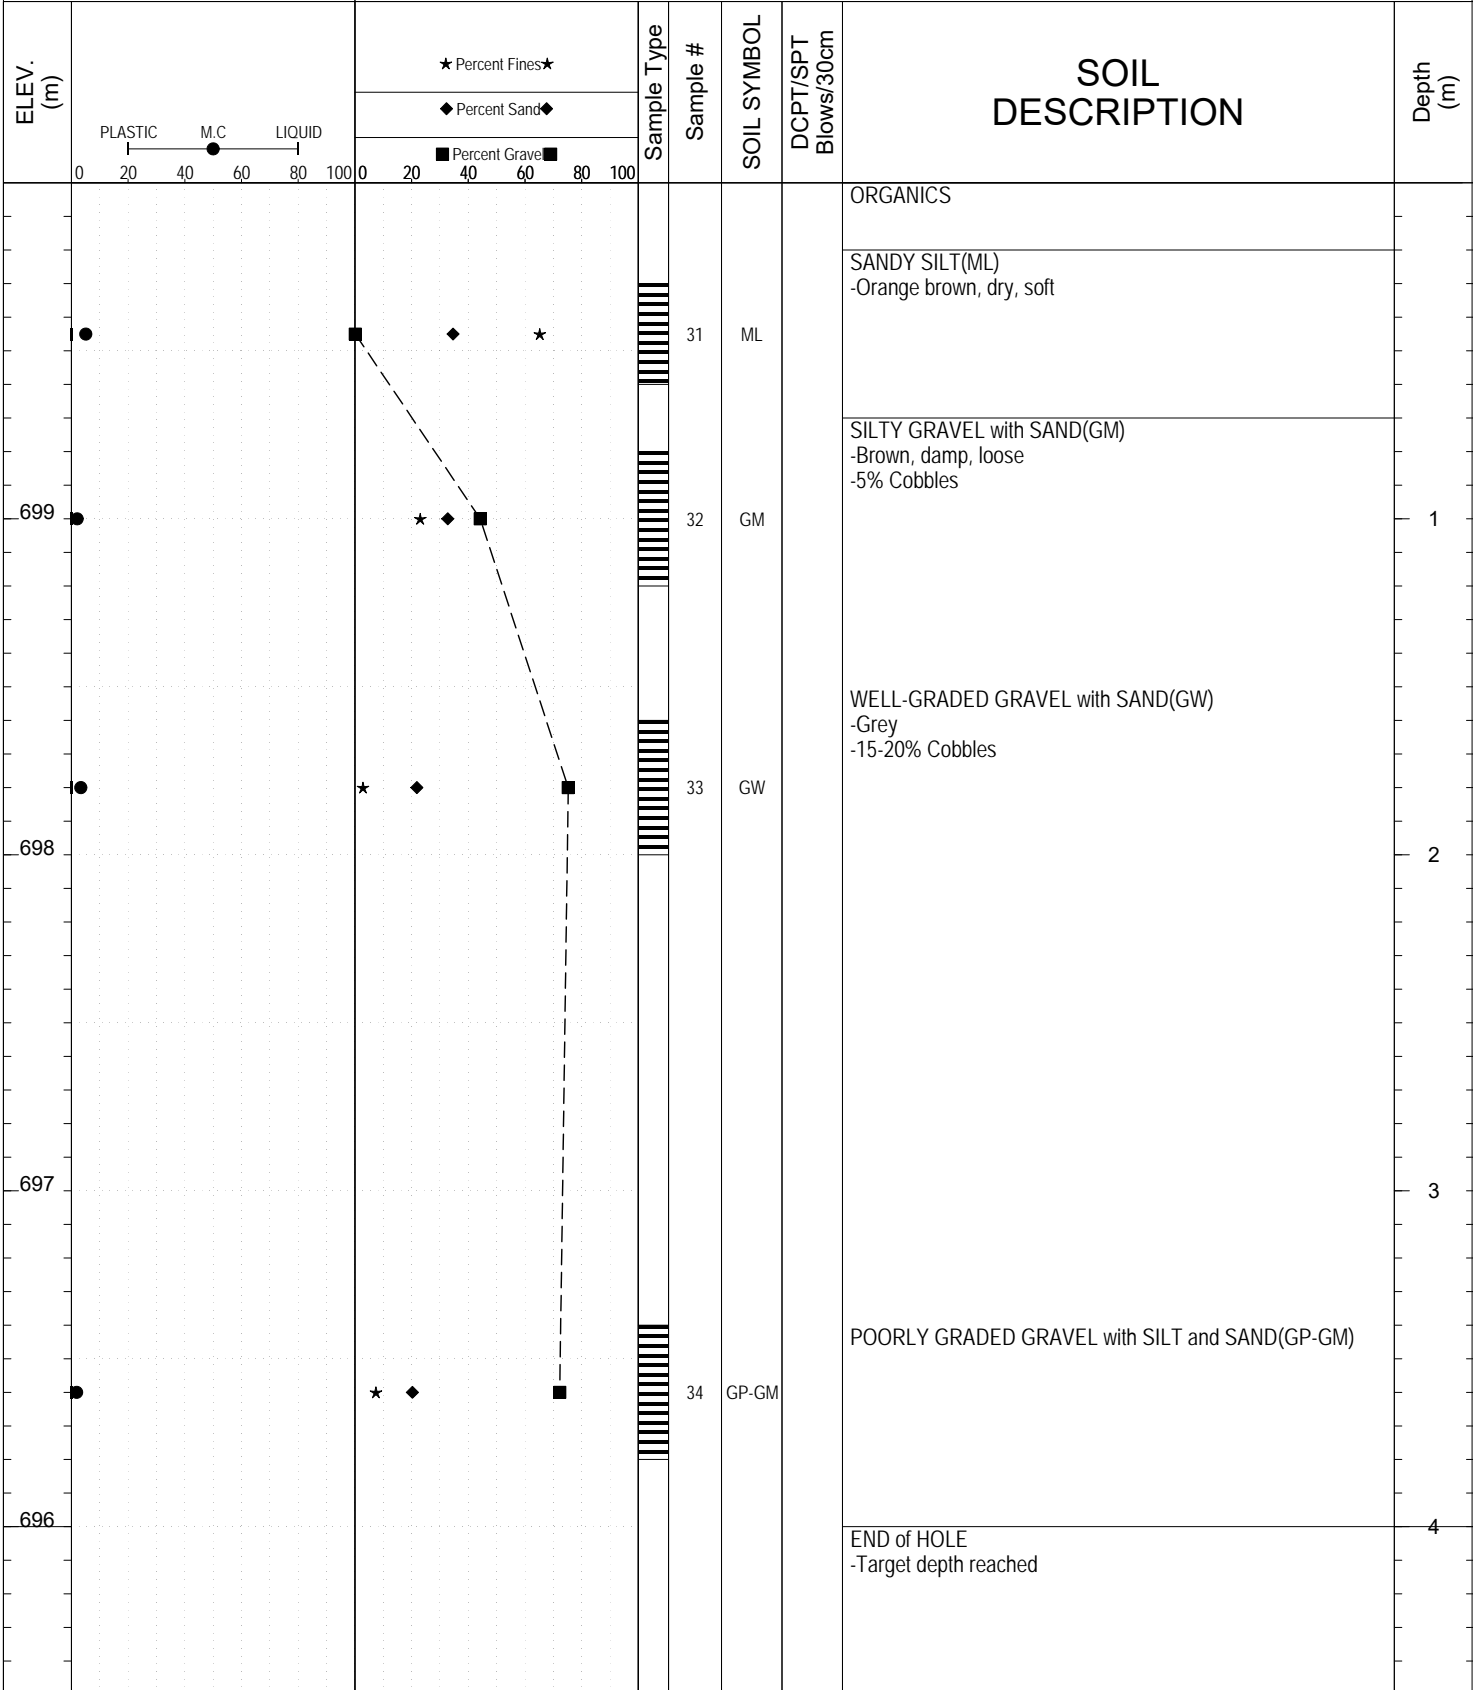 ELEV.
(m)
PLASTIC M.C LIQUID
0 20 40 60 80 100
★ Percent Fines★
◆ Percent Sand◆
■ Percent Gravel■
0 20 40 60 80 100
Sample Type
Sample #
SOIL SYMBOL
DCPT/SPT
Blows/30cm
SOIL
DESCRIPTION
Depth
(m)
ORGANICS
SANDY SILT(ML)
-Orange brown, dry, soft
31 ML
SILTY GRAVEL with SAND(GM)
-Brown, damp, loose
-5% Cobbles
699 32 GM 1
WELL-GRADED GRAVEL with SAND(GW)
-Grey
-15-20% Cobbles
33 GW
698 2
697 3
POORLY GRADED GRAVEL with SILT and SAND(GP-GM)
34 GP-GM
696 4
END of HOLE
-Target depth reached